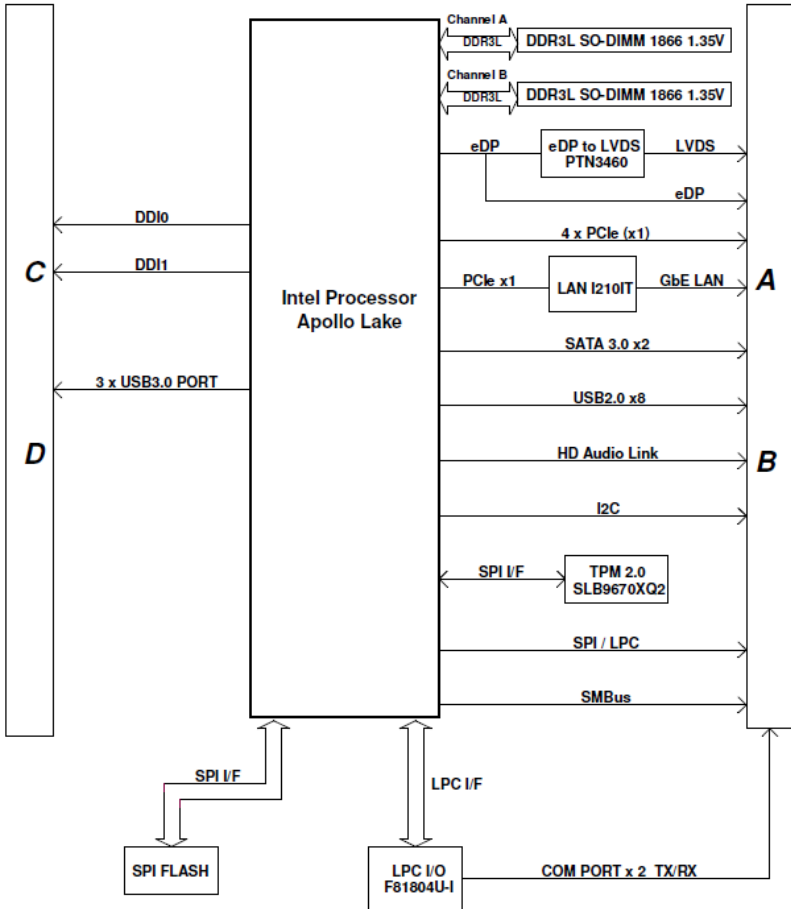 Channel A
DDR3L
DDR3L SO-DIMM 1866 1.35V
Channel B
DDR3L
DDR3L SO-DIMM 1866 1.35V
eDP
eDP to LVDS
PTN3460
LVDS
eDP
DDI0
4 x PCIe (x1)
C
DDI1
PCIe x1
LAN I210IT
GbE LAN
A
Intel Processor
Apollo Lake
SATA 3.0 x2
3 x USB3.0 PORT
USB2.0 x8
D
HD Audio Link
B
I2C
SPI I/F
TPM 2.0
SLB9670XQ2
SPI / LPC
SMBus
SPI I/F
LPC I/F
SPI FLASH
LPC I/O
F81804U-I
COM PORT x 2 TX/RX